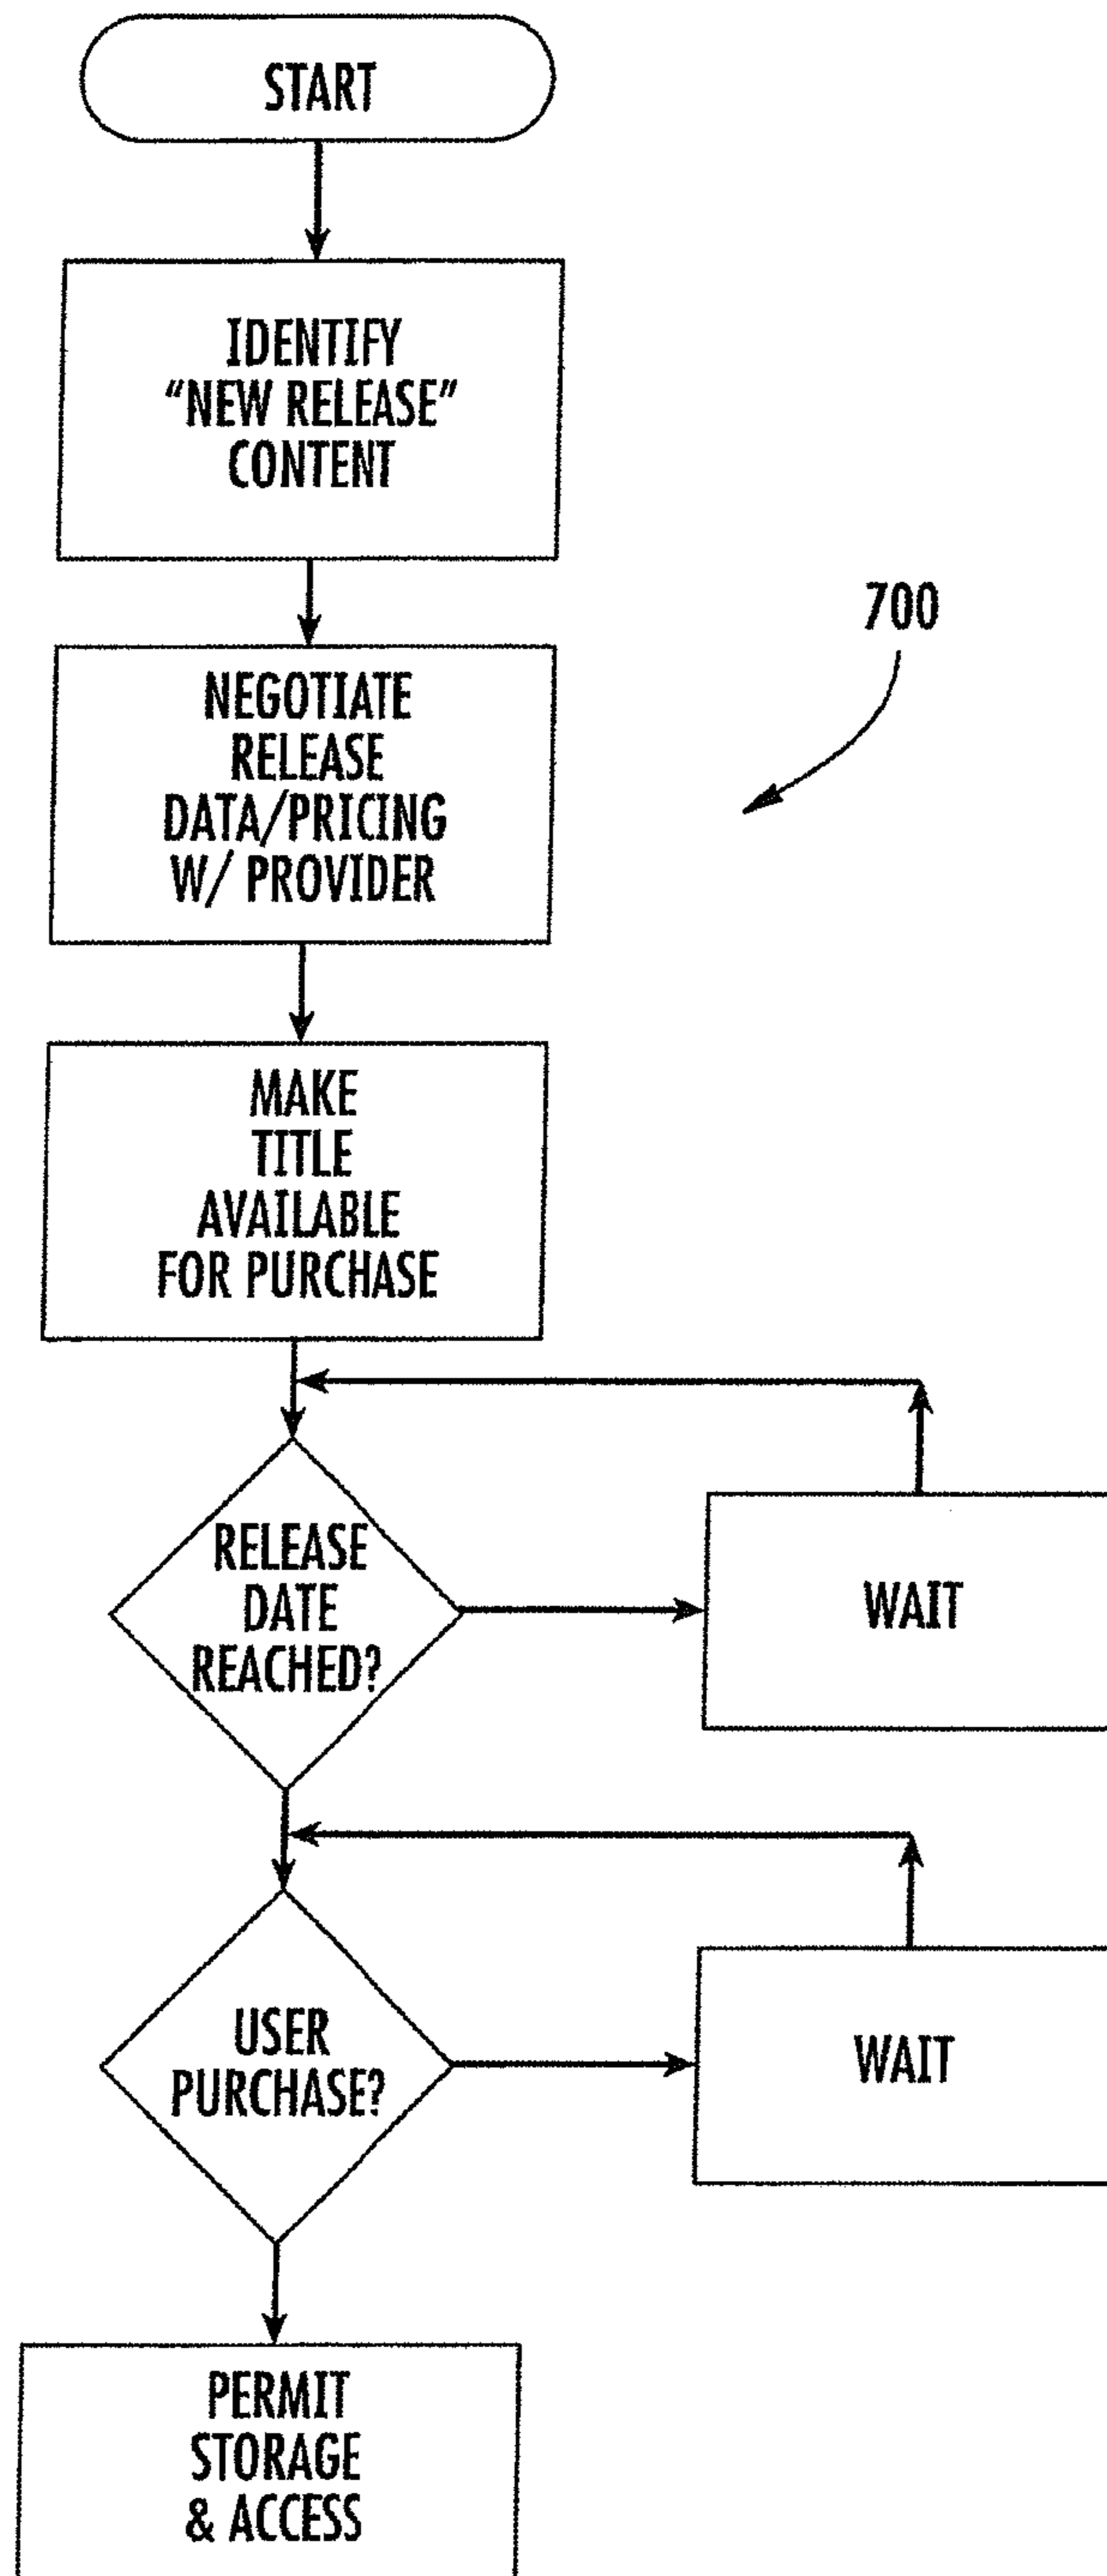 START
IDENTIFY
“NEW RELEASE”
CONTENT
700
NEGOTIATE
RELEASE
DATA/PRICING
W/ PROVIDER
MAKE
TITLE
AVAILABLE
FOR PURCHASE
RELEASE
DATE
REACHED?
WAIT
USER
PURCHASE?
WAIT
PERMIT
STORAGE
& ACCESS